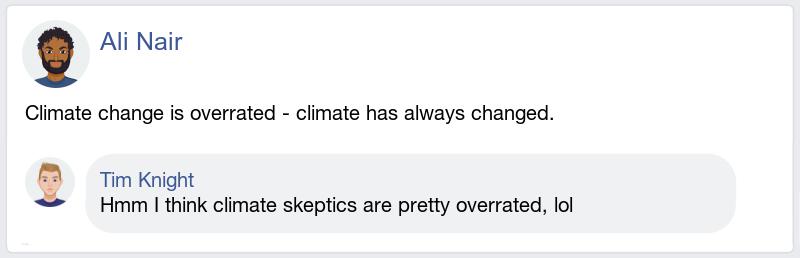 Ali Nair
Climate change is overrated - climate has always changed.
Tim Knight
Hmm I think climate skeptics are pretty overrated, lol